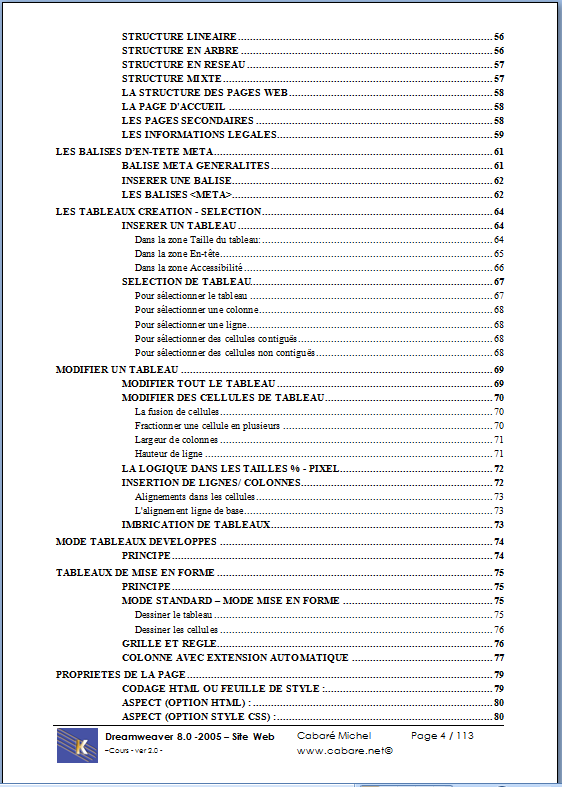 STRUCTURE LINEAIRE ... 56
STRUCTURE EN ARBRE ... 56
STRUCTURE EN RESEAU ... 57
STRUCTURE MIXTE ... 57
LA STRUCTURE DES PAGES WEB ... 58
LA PAGE D'ACCUEIL ... 58
LES PAGES SECONDAIRES ... 58
LES INFORMATIONS LEGALES ... 59
LES BALISES D'EN-TETE META ... 61
BALISE META GENERALITES ... 61
INSERER UNE BALISE ... 62
LES BALISES <META> ... 62
LES TABLEAUX CREATION - SELECTION ... 64
INSERER UN TABLEAU ... 64
Dans la zone Taille du tableau: ... 64
Dans la zone En-tête ... 65
Dans la zone Accessibilité ... 66
SELECTION DE TABLEAU ... 67
Pour sélectionner le tableau ... 67
Pour sélectionner une colonne ... 68
Pour sélectionner une ligne ... 68
Pour sélectionner des cellules contiguës ... 68
Pour sélectionner des cellules non contiguës ... 68
MODIFIER UN TABLEAU ... 69
MODIFIER TOUT LE TABLEAU ... 69
MODIFIER DES CELLULES DE TABLEAU ... 70
La fusion de cellules ... 70
Fractionner une cellule en plusieurs ... 70
Largeur de colonnes ... 71
Hauteur de ligne ... 71
LA LOGIQUE DANS LES TAILLES % - PIXEL ... 72
INSERTION DE LIGNES/ COLONNES ... 72
Alignements dans les cellules ... 73
L'alignement ligne de base ... 73
IMBRICATION DE TABLEAUX ... 73
MODE TABLEAUX DEVELOPPES ... 74
PRINCIPE ... 74
TABLEAUX DE MISE EN FORME ... 75
PRINCIPE ... 75
MODE STANDARD – MODE MISE EN FORME ... 75
Dessiner le tableau ... 75
Dessiner les cellules ... 76
GRILLE ET REGLE ... 76
COLONNE AVEC EXTENSION AUTOMATIQUE ... 77
PROPRIETES DE LA PAGE ... 79
CODAGE HTML OU FEUILLE DE STYLE : ... 79
ASPECT (OPTION HTML) : ... 80
ASPECT (OPTION STYLE CSS) : ... 80
K
Dreamweaver 8.0 -2005 – Site Web Cabaré Michel Page 4 / 113
–Cours - ver 2.0 - www.cabare.net©